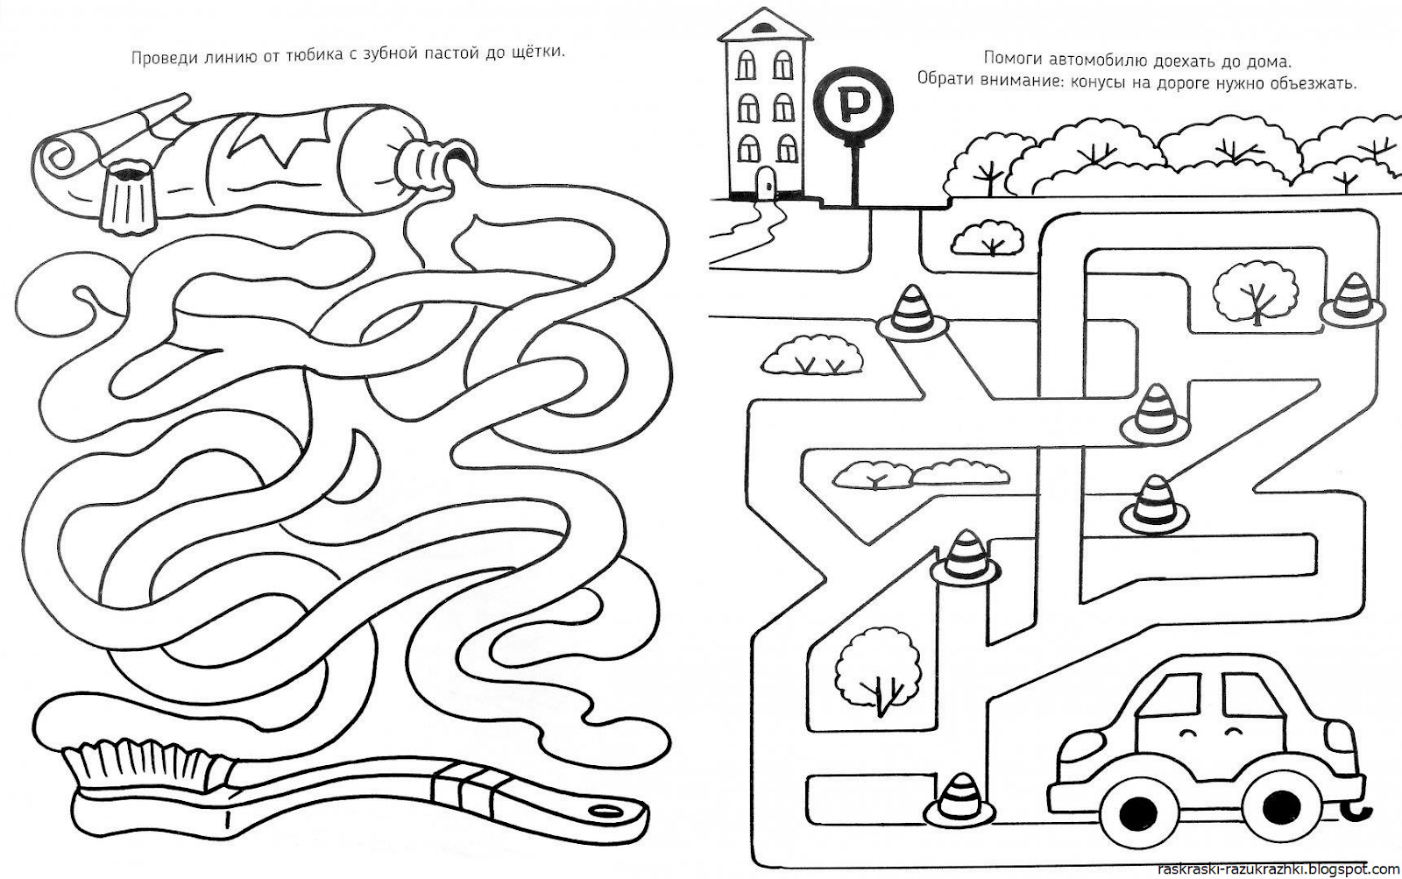 Проведи линию от тюбика с зубной пастой до щётки.
Помоги автомобилю доехать до дома.
Обрати внимание: конусы на дороге нужно объезжать.
P
raskraski-razukrazhki.blogspot.com